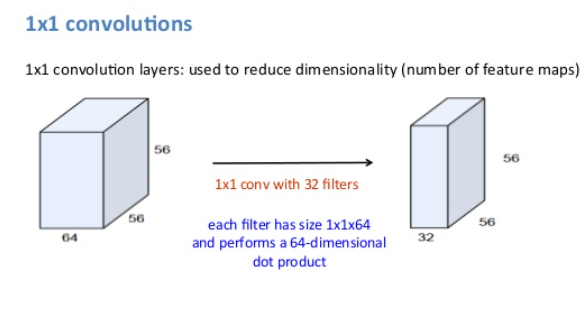 1x1 convolutions
1x1 convolution layers: used to reduce dimensionality (number of feature maps)
56
56
64
1x1 conv with 32 filters
each filter has size 1x1x64
and performs a 64-dimensional
dot product
56
56
32